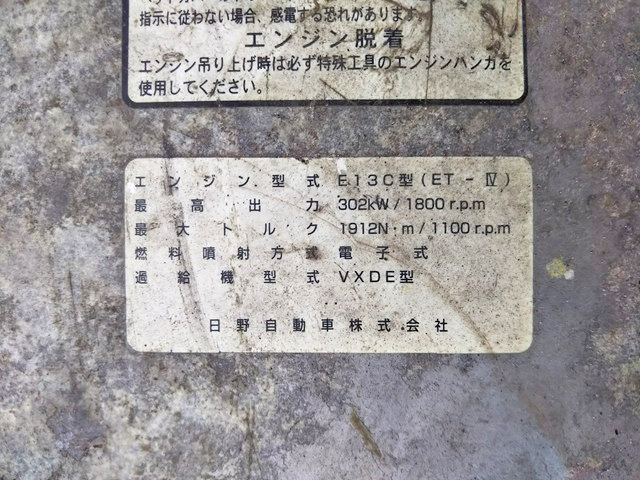 指示に従わない場合、感電する恐れがあります。
エンジン脱着
エンジン吊り上げ時は必ず特殊工具のエンジンハンガを
使用してください。
エンジン型式 E13C型(ET-Ⅳ)
最高出力 302kW/1800r.p.m
最大トルク 1912N·m/1100r.p.m
燃料噴射方式 電子式
過給機型式 VXDE型
日野自動車株式会社